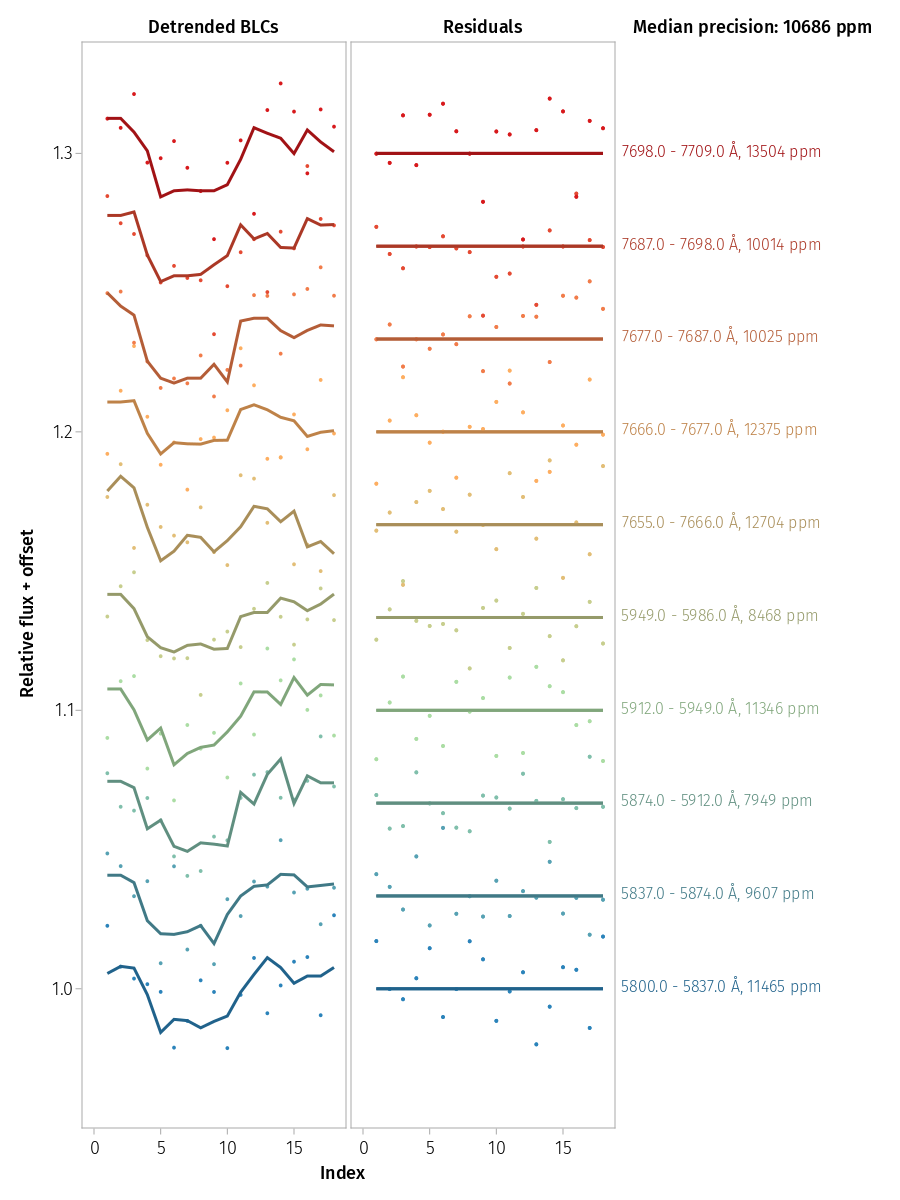 Detrended BLCs
Residuals
Median precision: 10686 ppm
Relative flux + offset
1.3
1.2
1.1
1.0
7698.0 - 7709.0 Å, 13504 ppm
7687.0 - 7698.0 Å, 10014 ppm
7677.0 - 7687.0 Å, 10025 ppm
7666.0 - 7677.0 Å, 12375 ppm
7655.0 - 7666.0 Å, 12704 ppm
5949.0 - 5986.0 Å, 8468 ppm
5912.0 - 5949.0 Å, 11346 ppm
5874.0 - 5912.0 Å, 7949 ppm
5837.0 - 5874.0 Å, 9607 ppm
5800.0 - 5837.0 Å, 11465 ppm
0 5 10 15
0 5 10 15
Index